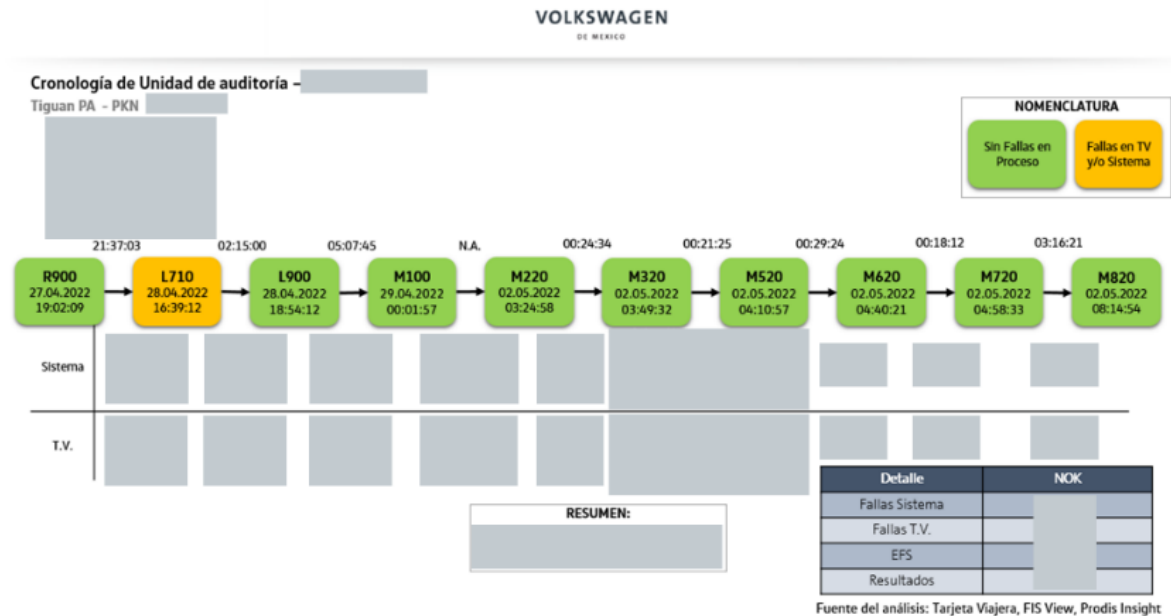 VOLKSWAGEN
DE MEXICO
Cronología de Unidad de auditoría –
Tiguan PA - PKN
NOMENCLATURA
Sin Fallas en
Proceso
Fallas en TV
y/o Sistema
21:37:03 02:15:00 05:07:45 N.A. 00:24:34 00:21:25 00:29:24 00:18:12 03:16:21
R900 L710 L900 M100 M220 M320 M520 M620 M720 M820
27.04.2022 28.04.2022 28.04.2022 29.04.2022 02.05.2022 02.05.2022 02.05.2022 02.05.2022 02.05.2022 02.05.2022
19:02:09 16:39:12 18:54:12 00:01:57 03:24:58 03:49:32 04:10:57 04:40:21 04:58:33 08:14:54
Sistema
T.V.
RESUMEN:
Detalle NOK
Fallas Sistema
Fallas T.V.
EFS
Resultados
Fuente del análisis: Tarjeta Viajera, FIS View, Prodis Insight